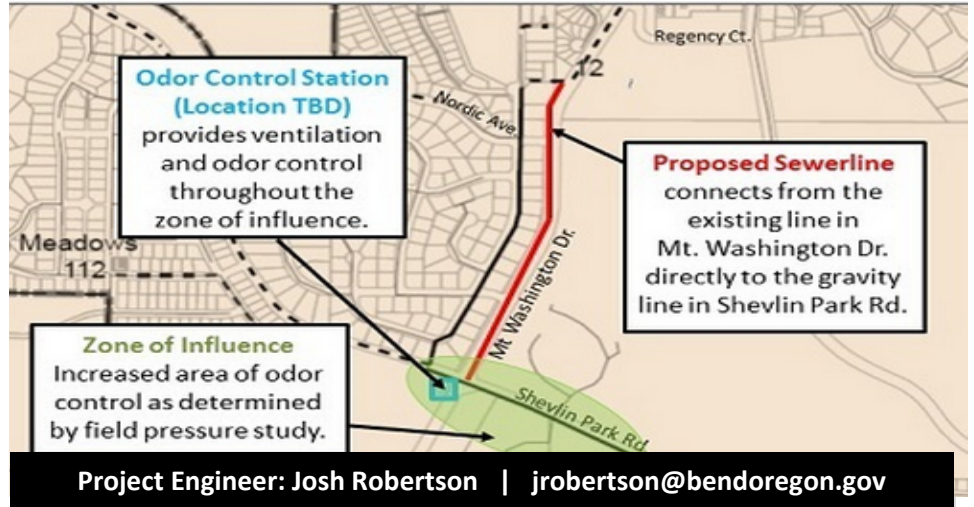 Regency Ct.
12
Odor Control Station
(Location TBD)
provides ventilation
and odor control
throughout the
zone of influence.
Nordic Ave.
Proposed Sewerline
connects from the
existing line in
Mt. Washington Dr.
directly to the gravity
line in Shevlin Park Rd.
Meadows
112
Mt Washington Dr.
Zone of Influence
Increased area of odor
control as determined
by field pressure study.
Shevlin Park Rd
Project Engineer: Josh Robertson | jrobertson@bendoregon.gov